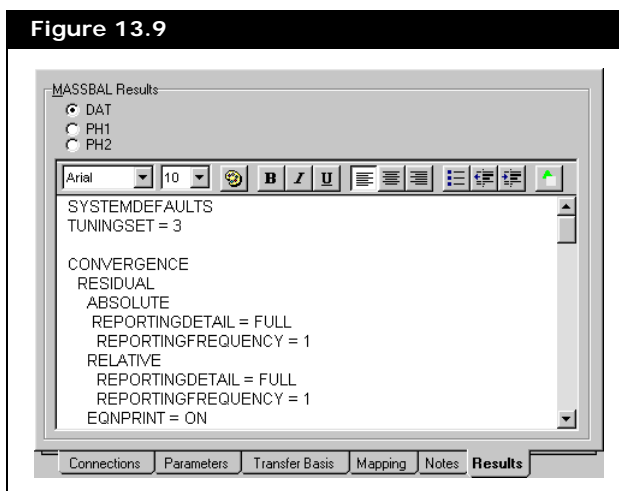 Figure 13.9
MASSBAL Results
DAT
PH1
PH2
Arial 10 B I U
SYSTEMDEFAULTS
TUNINGSET = 3
CONVERGENCE
RESIDUAL
ABSOLUTE
REPORTINGDETAIL = FULL
REPORTINGFREQUENCY = 1
RELATIVE
REPORTINGDETAIL = FULL
REPORTINGFREQUENCY = 1
EQNPRINT = ON
Connections Parameters Transfer Basis Mapping Notes Results